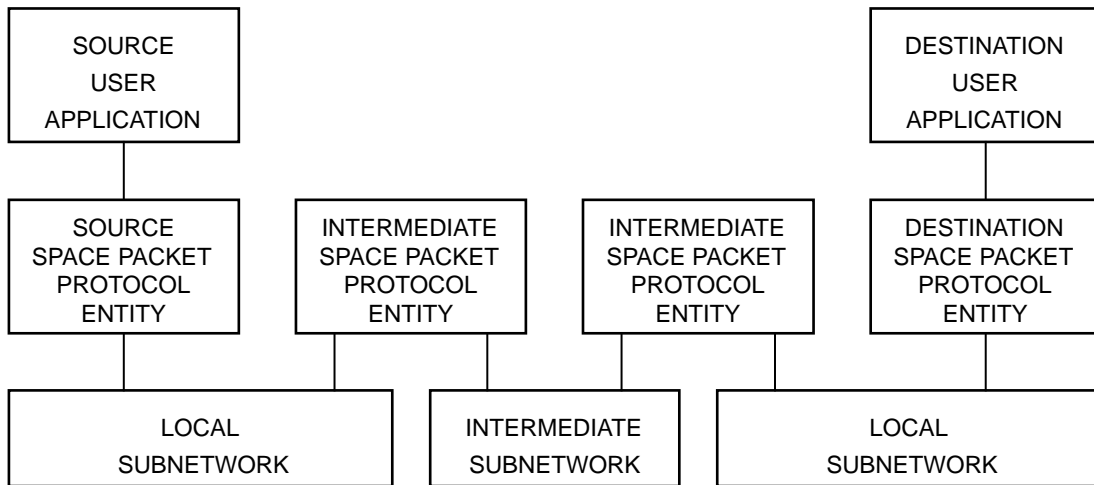 SOURCE
USER
APPLICATION
DESTINATION
USER
APPLICATION
SOURCE
SPACE PACKET
PROTOCOL
ENTITY
INTERMEDIATE
SPACE PACKET
PROTOCOL
ENTITY
INTERMEDIATE
SPACE PACKET
PROTOCOL
ENTITY
DESTINATION
SPACE PACKET
PROTOCOL
ENTITY
LOCAL
SUBNETWORK
INTERMEDIATE
SUBNETWORK
LOCAL
SUBNETWORK